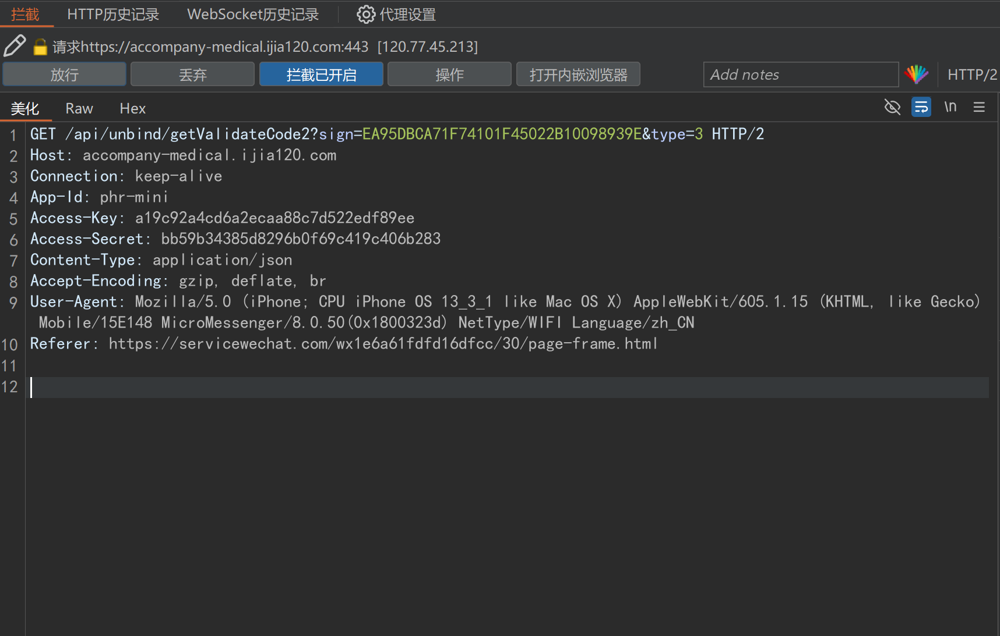 拦截 HTTP历史记录 WebSocket历史记录 代理设置
请求https://accompany-medical.ijia120.com:443 [120.77.45.213]
放行 丢弃 拦截已开启 操作 打开内嵌浏览器 Add notes HTTP/2
美化 Raw Hex \n
1 GET /api/unbind/getValidateCode2?sign=EA95DBCA71F74101F45022B10098939E&type=3 HTTP/2
2 Host: accompany-medical.ijia120.com
3 Connection: keep-alive
4 App-Id: phr-mini
5 Access-Key: a19c92a4cd6a2ecaa88c7d522edf89ee
6 Access-Secret: bb59b34385d8296b0f69c419c406b283
7 Content-Type: application/json
8 Accept-Encoding: gzip, deflate, br
9 User-Agent: Mozilla/5.0 (iPhone; CPU iPhone OS 13_3_1 like Mac OS X) AppleWebKit/605.1.15 (KHTML, like Gecko)
Mobile/15E148 MicroMessenger/8.0.50(0x1800323d) NetType/WIFI Language/zh_CN
10 Referer: https://servicewechat.com/wx1e6a61fdfd16dfcc/30/page-frame.html
11
12